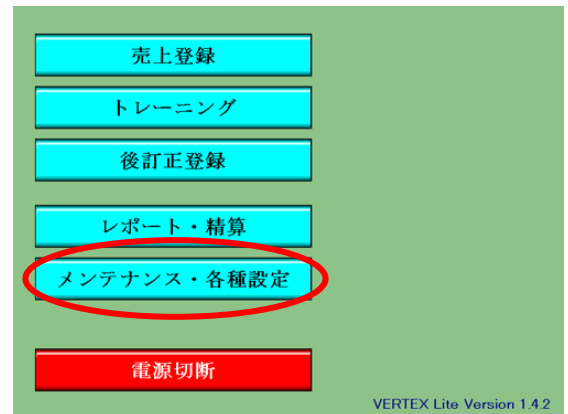 売上登録
トレーニング
後訂正登録
レポート・精算
メンテナンス・各種設定
電源切断
VERTEX Lite Version 1.4.2